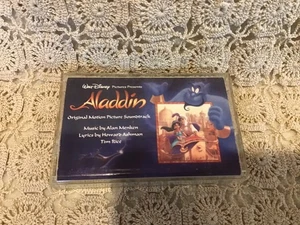 Walt Disney Pictures Presents
Aladdin
Original Motion Picture Soundtrack
Music by Alan Menken
Lyrics by Howard Ashman
Tim Rice